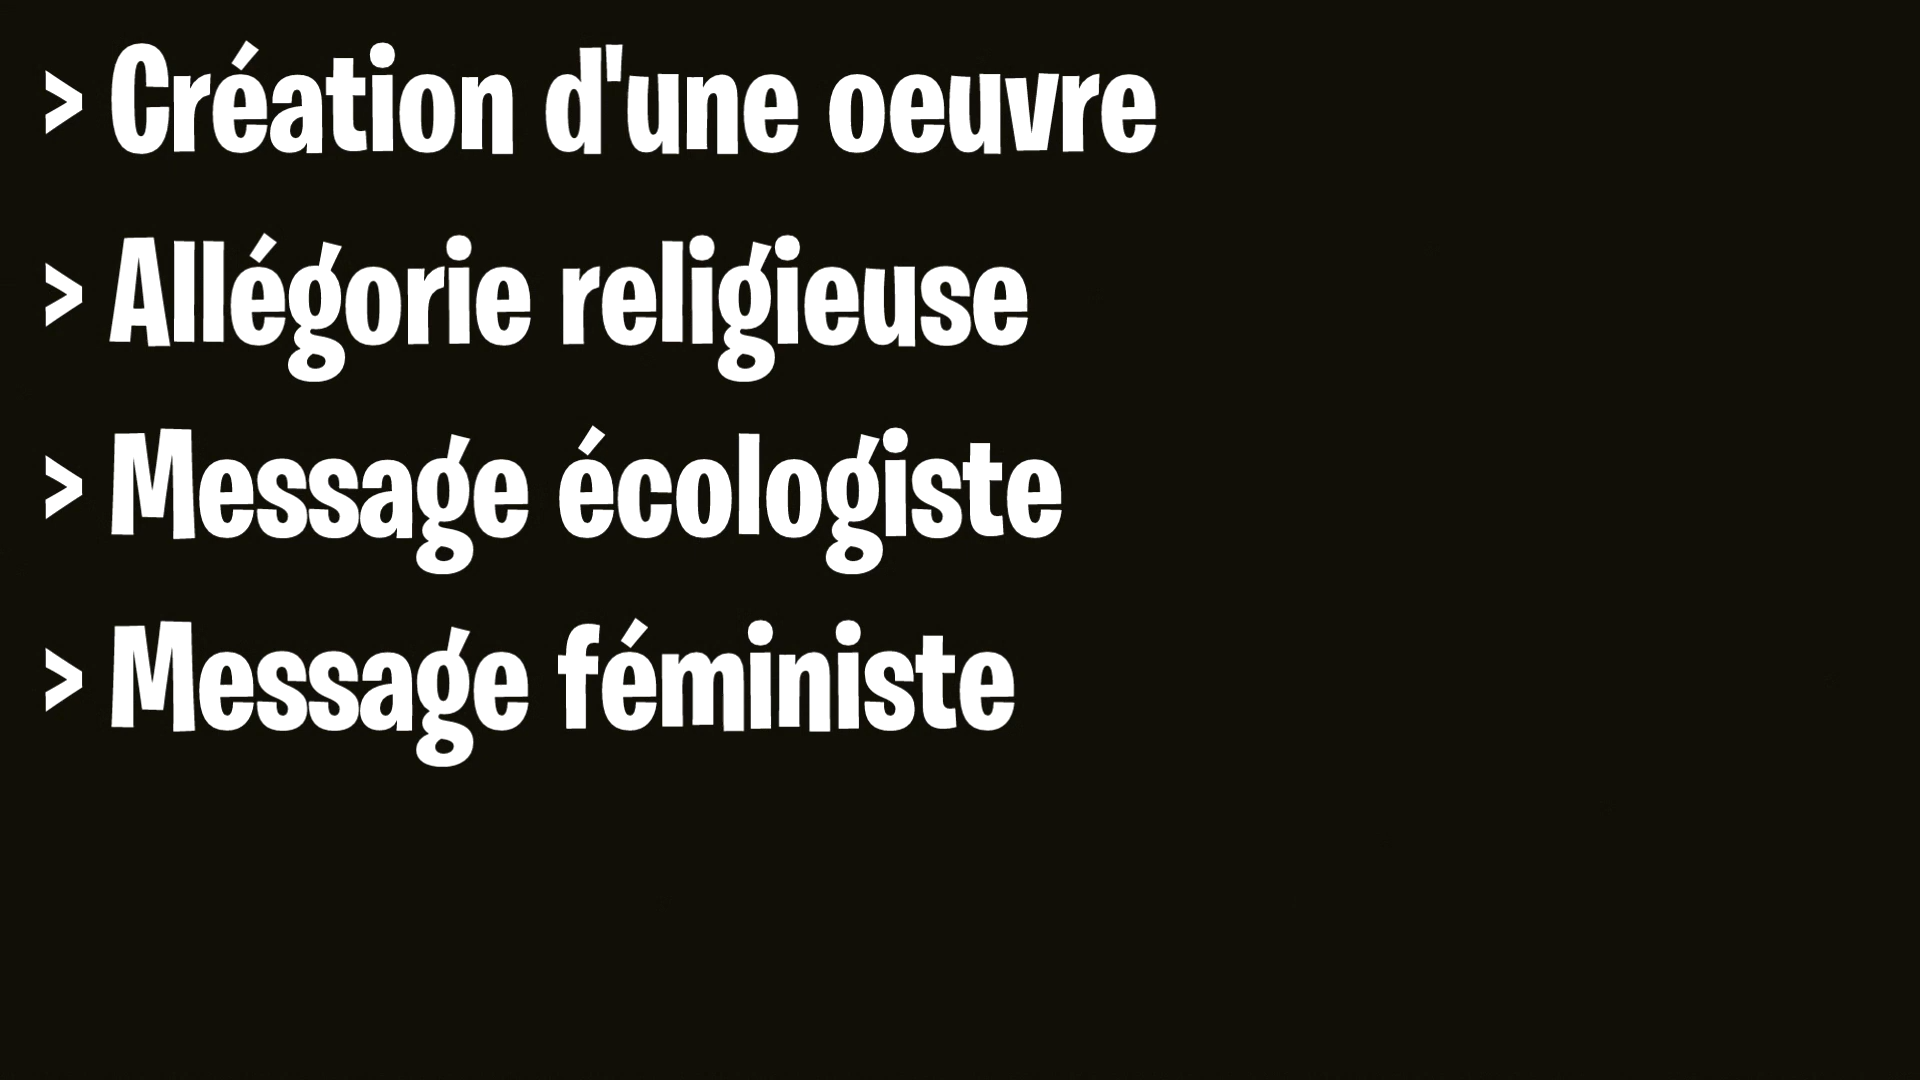 > Création d'une oeuvre
> Allégorie religieuse
> Message écologiste
> Message féministe